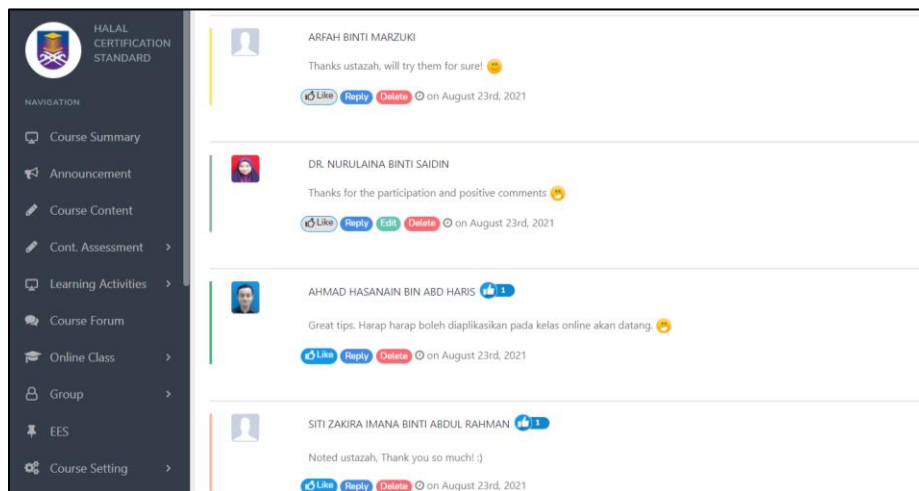 HALAL
CERTIFICATION
STANDARD
NAVIGATION
Course Summary
Announcement
Course Content
Cont. Assessment
Learning Activities
Course Forum
Online Class
Group
EES
Course Setting
ARFAH BINTI MARZUKI
Thanks ustazah, will try them for sure!
Like Reply Delete on August 23rd, 2021
DR. NURULAINA BINTI SAIDIN
Thanks for the participation and positive comments
Like Reply Edit Delete on August 23rd, 2021
AHMAD HASANAIN BIN ABD HARIS 1
Great tips. Harap harap boleh diaplikasikan pada kelas online akan datang.
Like Reply Delete on August 23rd, 2021
SITI ZAKIRA IMANA BINTI ABDUL RAHMAN 1
Noted ustazah, Thank you so much! :)
Like Reply Delete on August 23rd, 2021